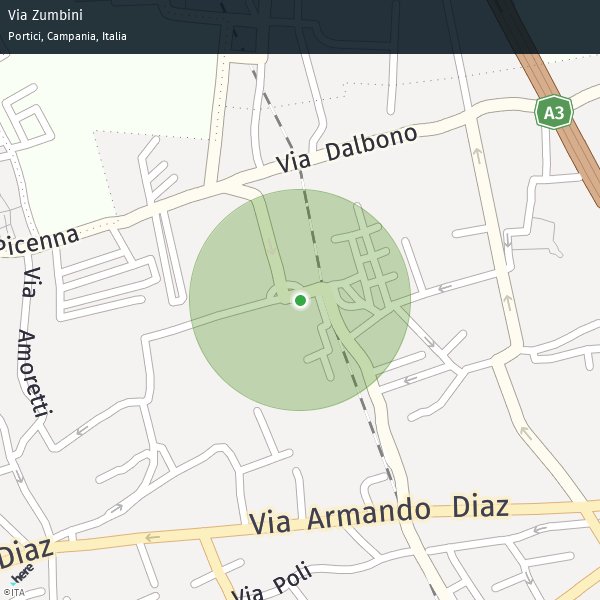 Via Zumbini
Portici, Campania, Italia
A3
Via Dalbono
Picenna
Via Amoretti
Via Armando Diaz
Diaz
Via Poli
here
©ITA